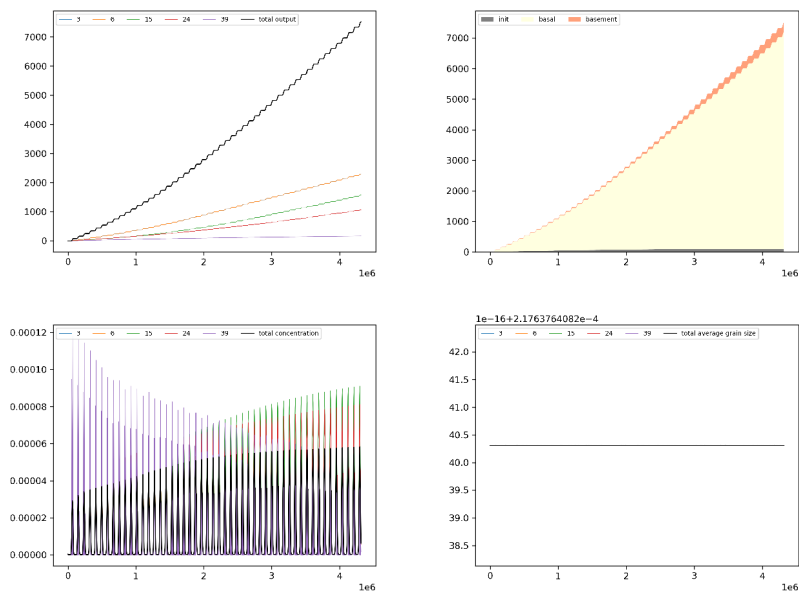 3 6 15 24 39 total output
7000
6000
5000
4000
3000
2000
1000
0
0 1 2 3 4
1e6
init basal basement
7000
6000
5000
4000
3000
2000
1000
0
0 1 2 3 4
1e6
3 6 15 24 39 total concentration
0.00012
0.00010
0.00008
0.00006
0.00004
0.00002
0.00000
0 1 2 3 4
1e6
1e−16+2.1763764082e−4
3 6 15 24 39 total average grain size
42.0
41.5
41.0
40.5
40.0
39.5
39.0
38.5
0 1 2 3 4
1e6